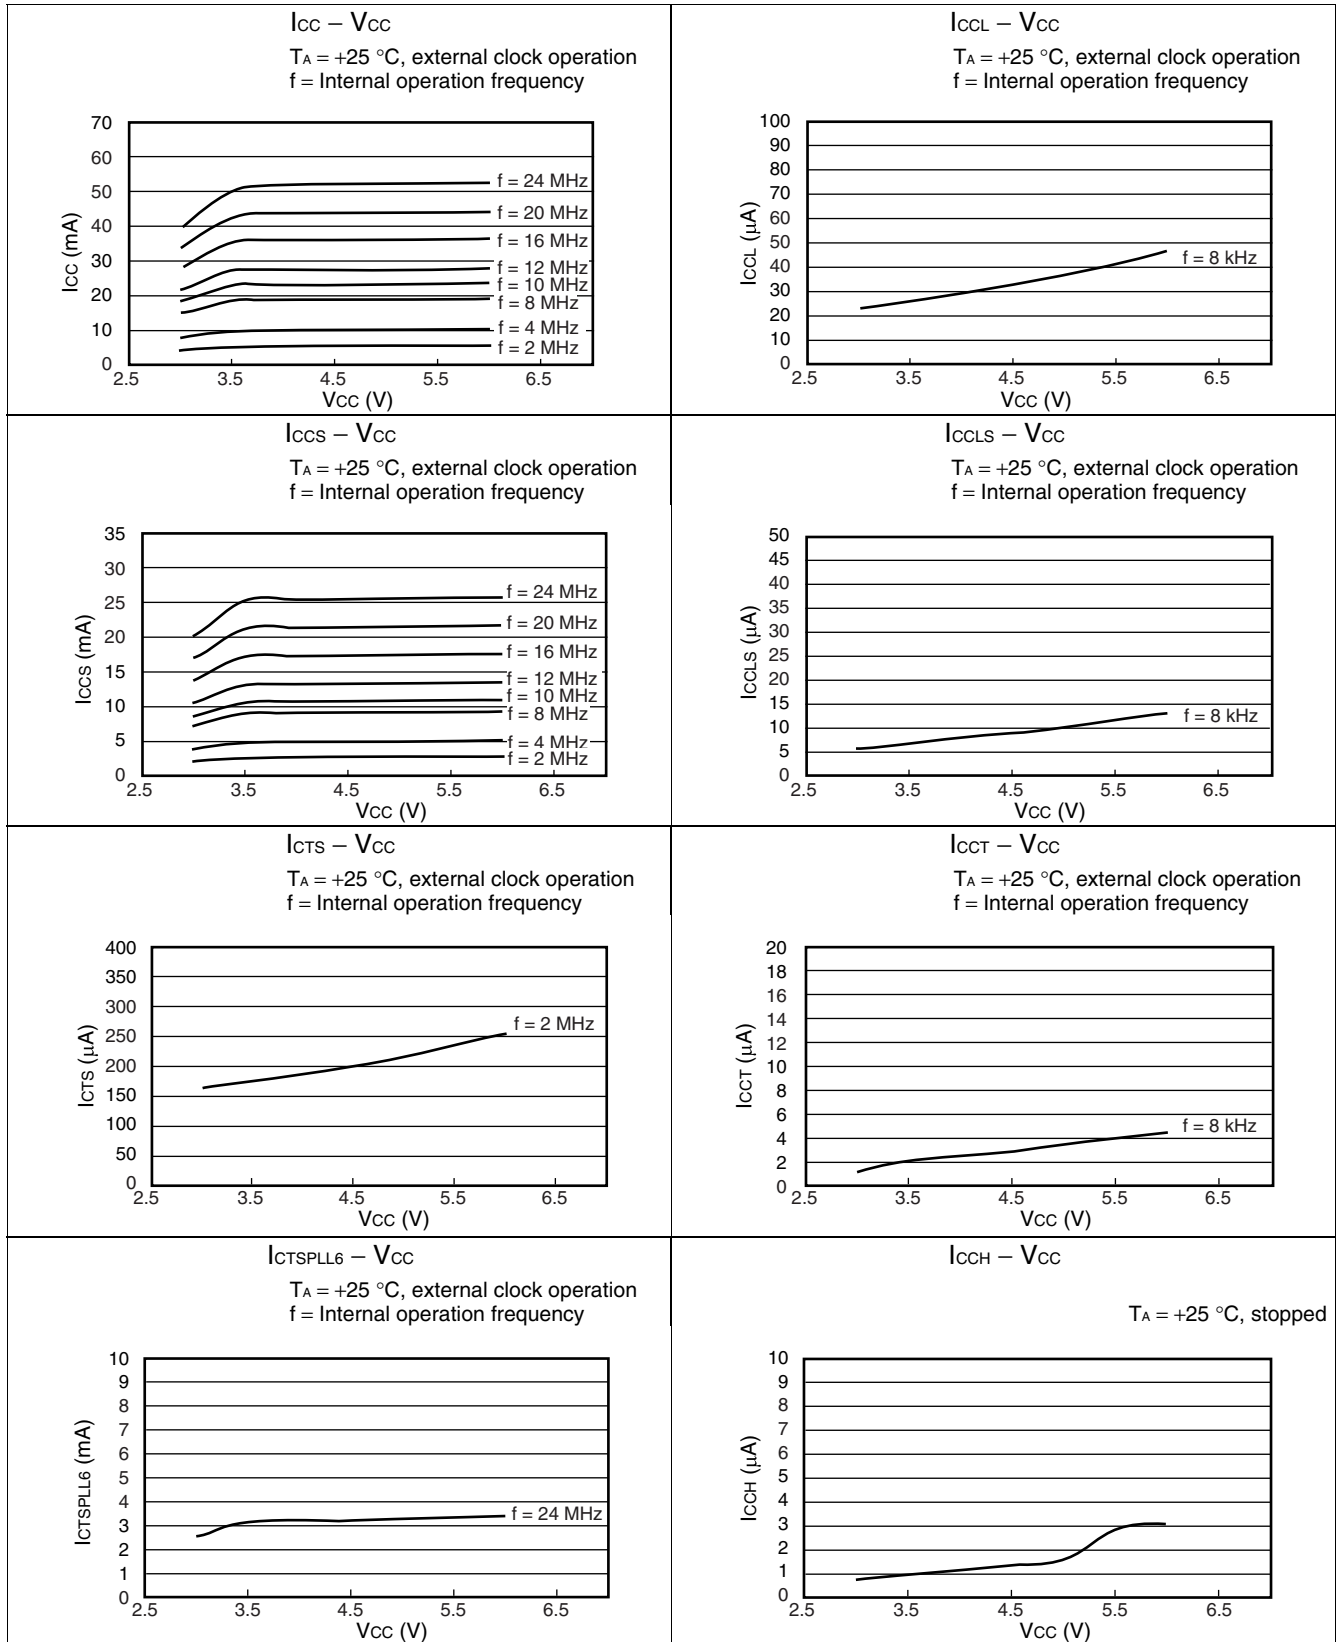 ICC – VCC
TA = +25 °C, external clock operation
f = Internal operation frequency
70
60
50
40
30
20
10
0
ICC (mA)
f = 24 MHz
f = 20 MHz
f = 16 MHz
f = 12 MHz
f = 10 MHz
f = 8 MHz
f = 4 MHz
f = 2 MHz
2.5 3.5 4.5 5.5 6.5
VCC (V)
ICCL – VCC
TA = +25 °C, external clock operation
f = Internal operation frequency
100
90
80
70
60
50
40
30
20
10
0
ICCL (µA)
f = 8 kHz
2.5 3.5 4.5 5.5 6.5
VCC (V)
ICCS – VCC
TA = +25 °C, external clock operation
f = Internal operation frequency
35
30
25
20
15
10
5
0
ICCS (mA)
f = 24 MHz
f = 20 MHz
f = 16 MHz
f = 12 MHz
f = 10 MHz
f = 8 MHz
f = 4 MHz
f = 2 MHz
2.5 3.5 4.5 5.5 6.5
VCC (V)
ICCLS – VCC
TA = +25 °C, external clock operation
f = Internal operation frequency
50
45
40
35
30
25
20
15
10
5
0
ICCLS (µA)
f = 8 kHz
2.5 3.5 4.5 5.5 6.5
VCC (V)
ICTS – VCC
TA = +25 °C, external clock operation
f = Internal operation frequency
400
350
300
250
200
150
100
50
0
ICTS (µA)
f = 2 MHz
2.5 3.5 4.5 5.5 6.5
VCC (V)
ICCT – VCC
TA = +25 °C, external clock operation
f = Internal operation frequency
20
18
16
14
12
10
8
6
4
2
0
ICCT (µA)
f = 8 kHz
2.5 3.5 4.5 5.5 6.5
VCC (V)
ICTSPLL6 – VCC
TA = +25 °C, external clock operation
f = Internal operation frequency
10
9
8
7
6
5
4
3
2
1
0
ICTSPLL6 (mA)
f = 24 MHz
2.5 3.5 4.5 5.5 6.5
VCC (V)
ICCH – VCC
TA = +25 °C, stopped
10
9
8
7
6
5
4
3
2
1
0
ICCH (µA)
2.5 3.5 4.5 5.5 6.5
VCC (V)